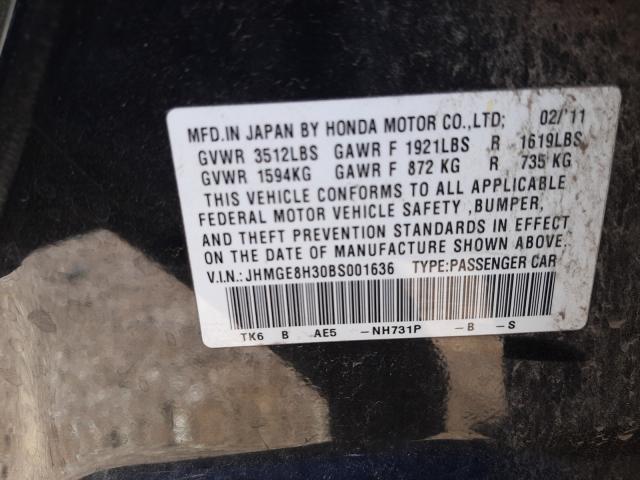 MFD.IN JAPAN BY HONDA MOTOR CO.,LTD; 02/'11
GVWR 3512LBS GAWR F 1921LBS R 1619LBS
GVWR 1594KG GAWR F 872 KG R 735 KG
THIS VEHICLE CONFORMS TO ALL APPLICABLE
FEDERAL MOTOR VEHICLE SAFETY ,BUMPER,
AND THEFT PREVENTION STANDARDS IN EFFECT
ON THE DATE OF MANUFACTURE SHOWN ABOVE.
V.I.N.:JHMGE8H30BS001636 TYPE:PASSENGER CAR
TK6 B AE5 -NH731P -B -S